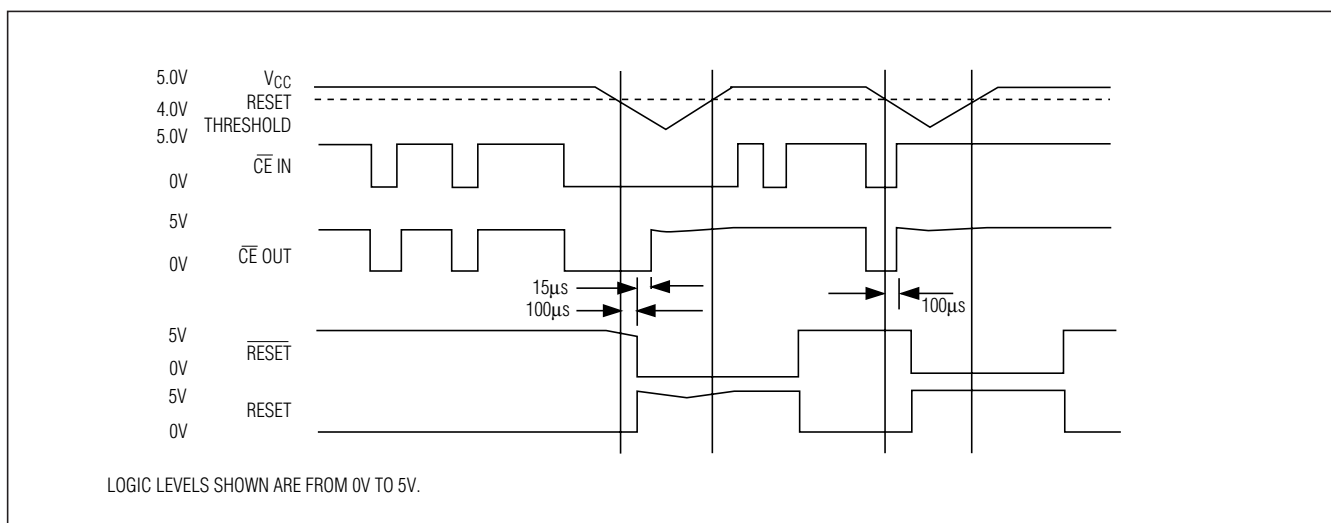 5.0V VCC
RESET
4.0V
THRESHOLD
5.0V
CE IN
0V
5V
CE OUT
0V
15µs
100µs
100µs
5V
RESET
0V
5V
RESET
0V
LOGIC LEVELS SHOWN ARE FROM 0V TO 5V.